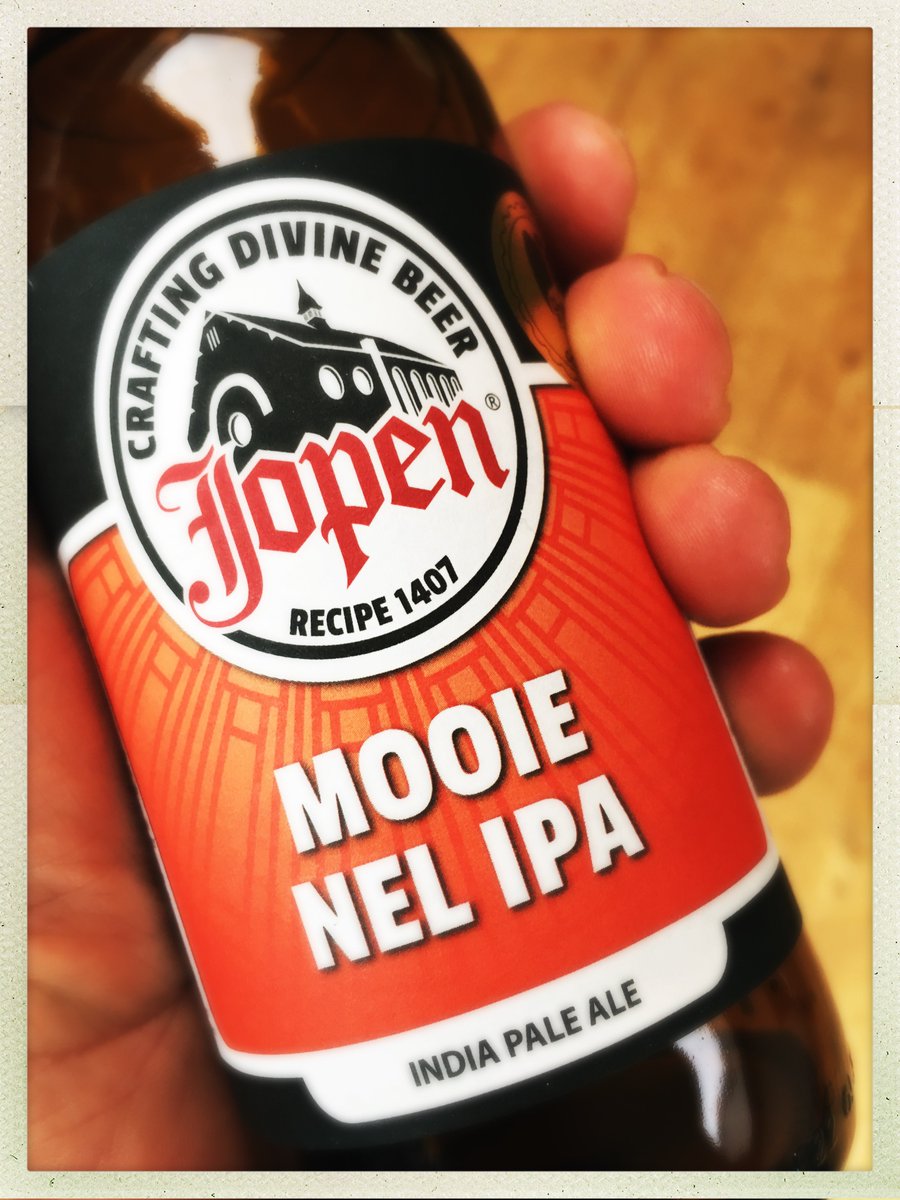 CRAFTING DIVINE BEER
Jopen®
RECIPE 1407
MOOIE
NEL IPA
INDIA PALE ALE